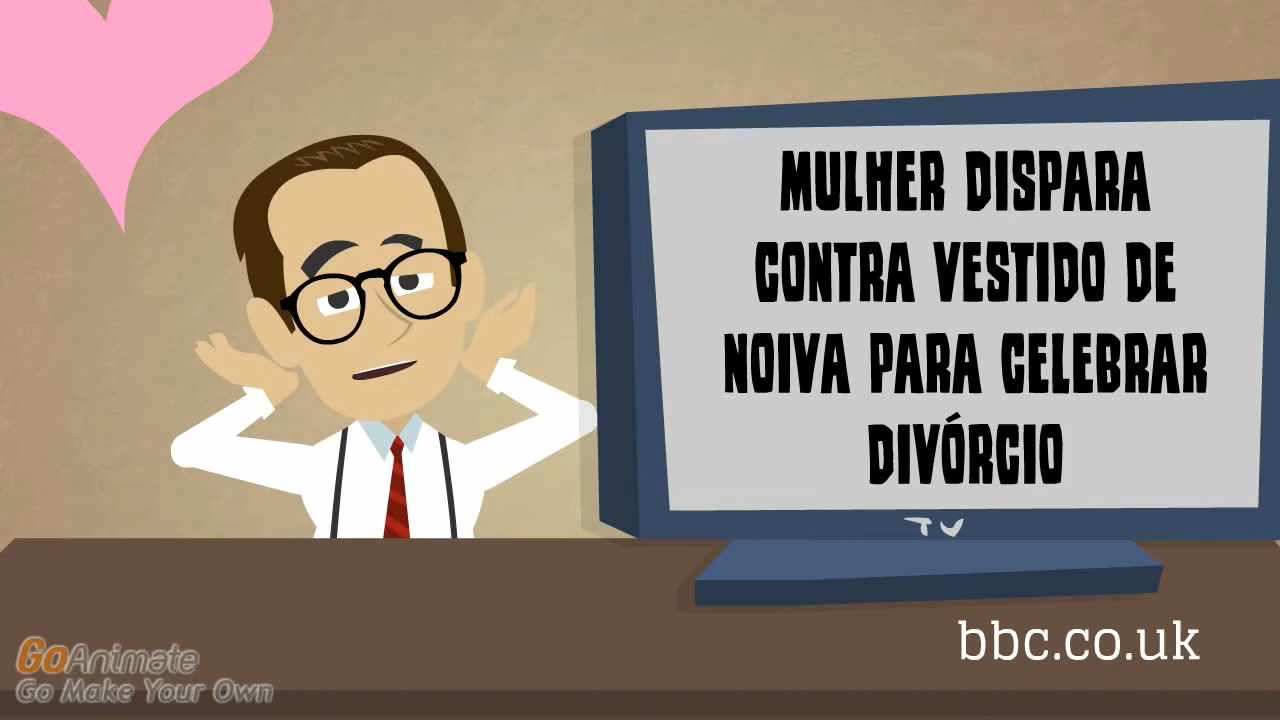 MULHER DISPARA
CONTRA VESTIDO DE
NOIVA PARA CELEBRAR
DIVÓRCIO
TV
bbc.co.uk
GoAnimate
Go Make Your Own